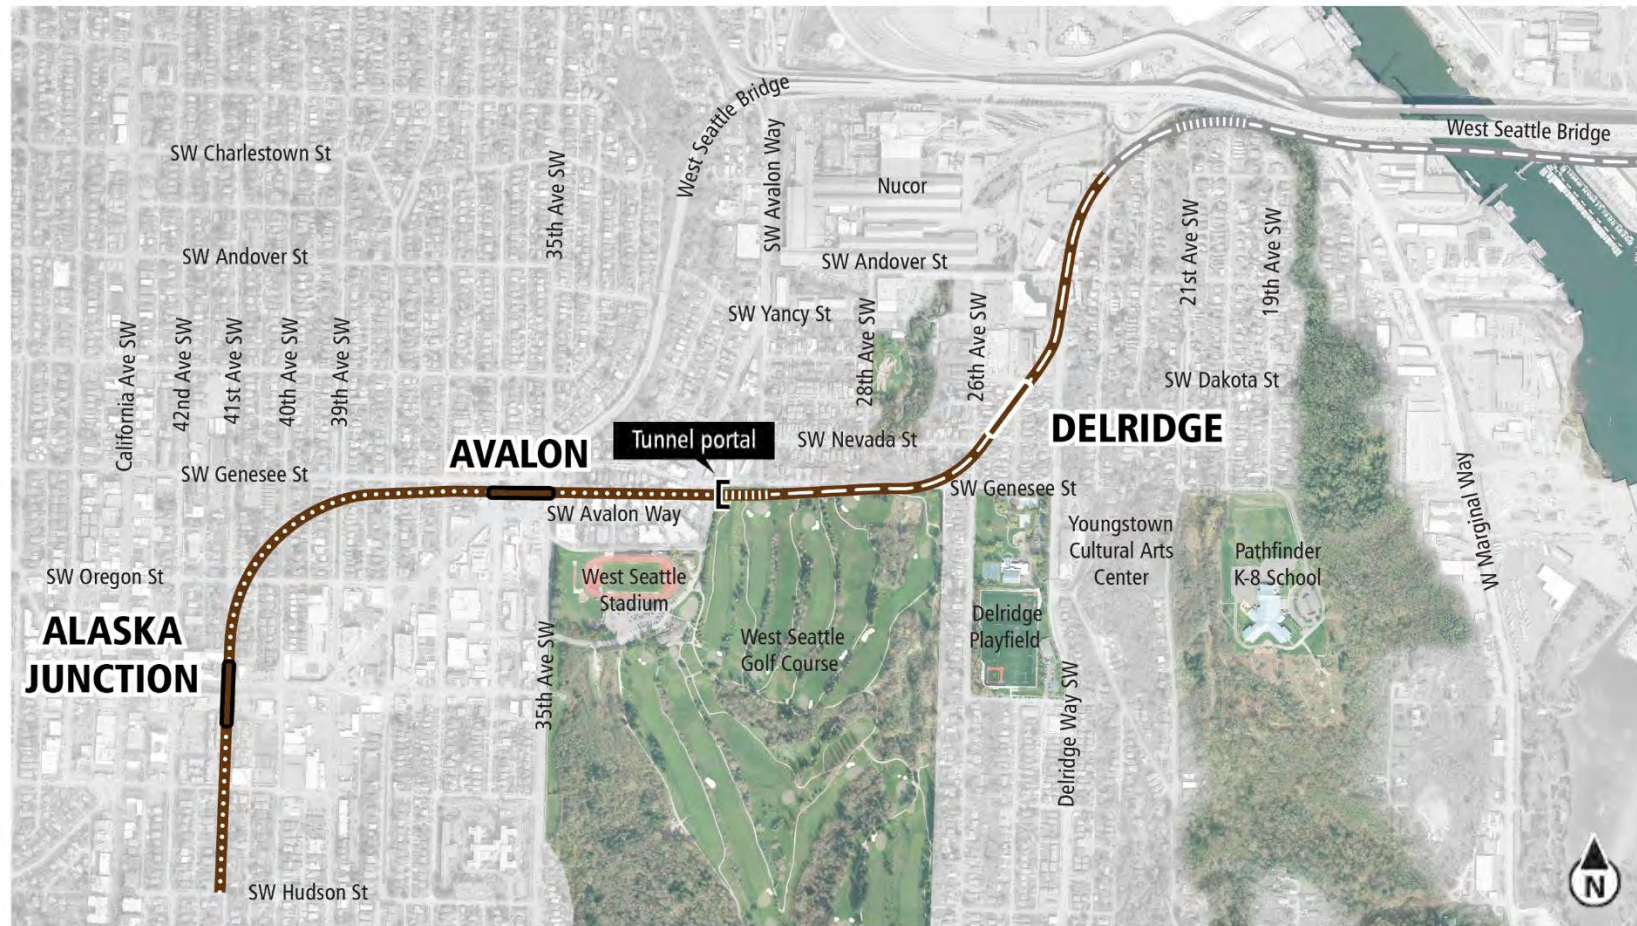 West Seattle Bridge
West Seattle Bridge
SW Charlestown St
35th Ave SW
SW Avalon Way
Nucor
SW Andover St
SW Andover St
21st Ave SW
19th Ave SW
SW Yancy St
28th Ave SW
26th Ave SW
California Ave SW
42nd Ave SW
41st Ave SW
40th Ave SW
39th Ave SW
SW Dakota St
AVALON
Tunnel portal
SW Nevada St
DELRIDGE
SW Genesee St
SW Genesee St
SW Avalon Way
W Marginal Way
Youngstown
Cultural Arts
Center
Pathfinder
K-8 School
SW Oregon St
West Seattle
Stadium
ALASKA
JUNCTION
35th Ave SW
West Seattle
Golf Course
Delridge
Playfield
Delridge Way SW
SW Hudson St
N